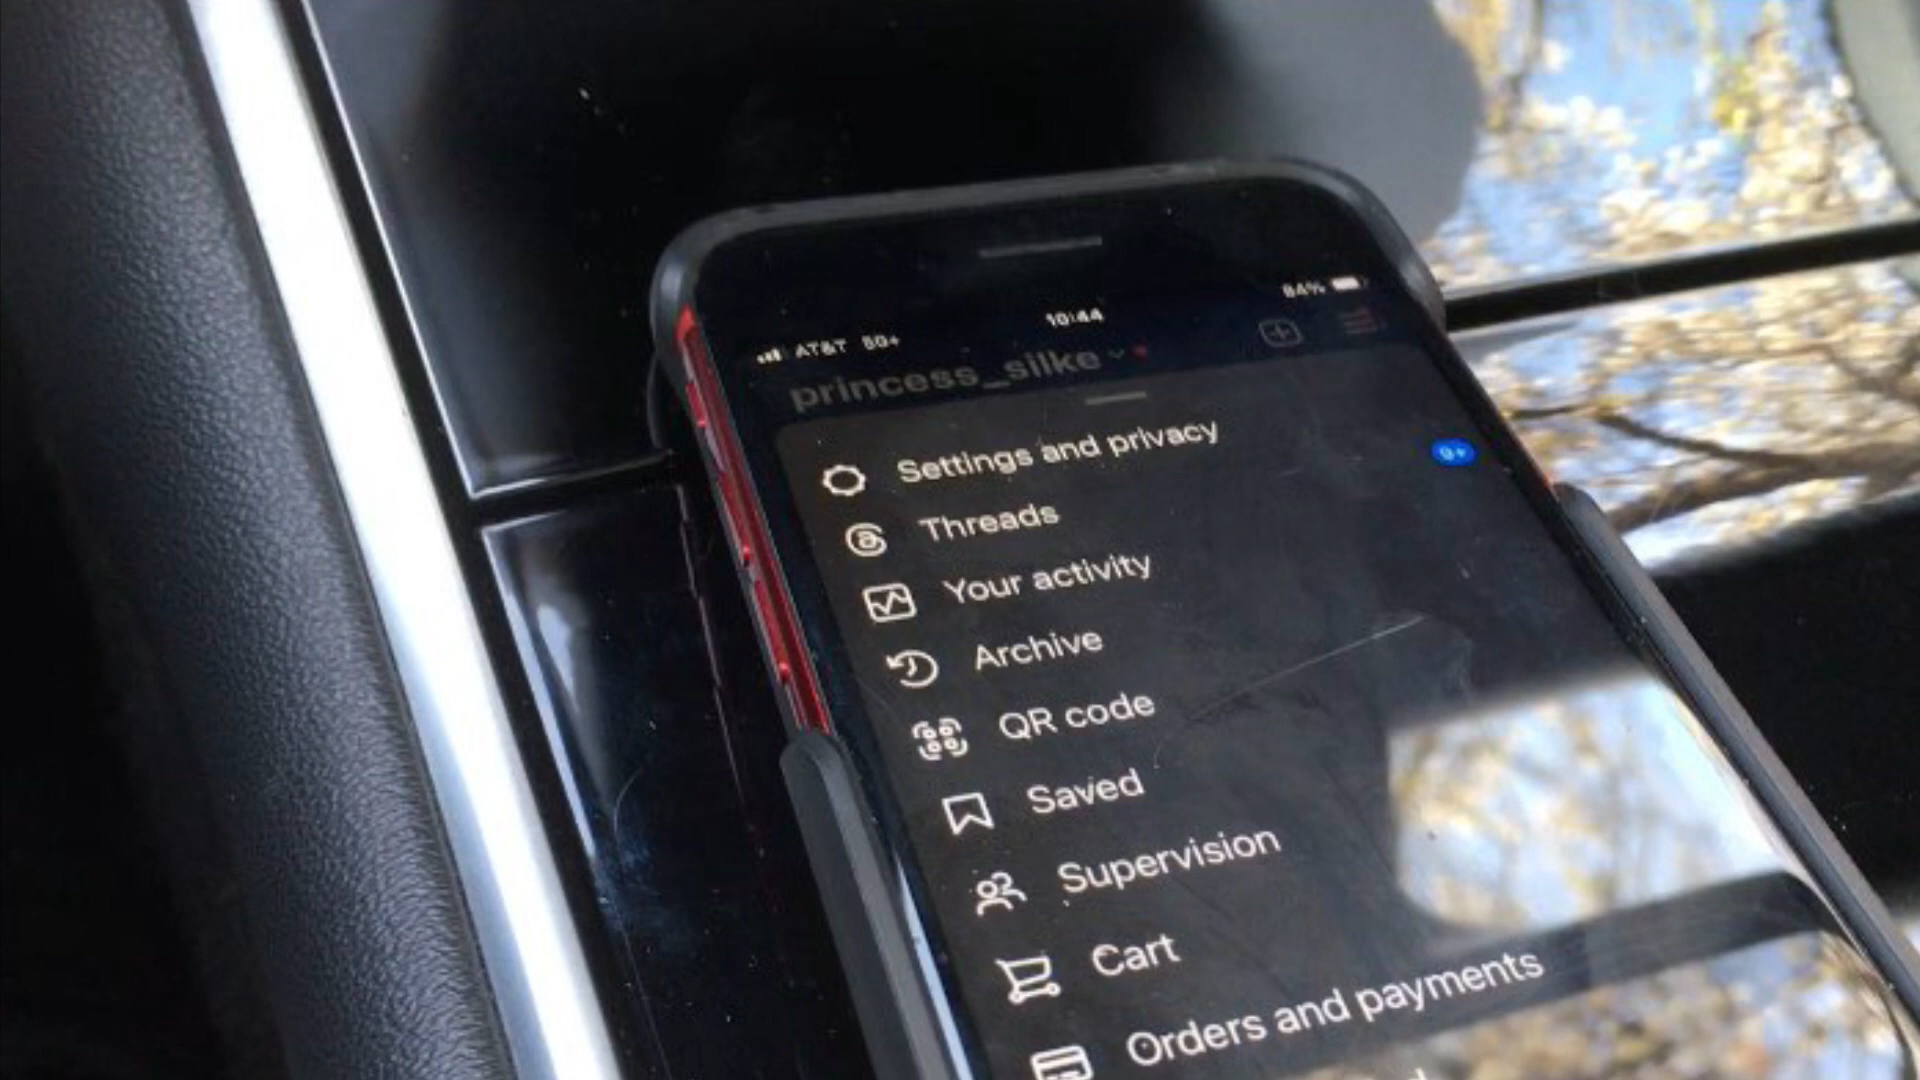 AT&T 5G+
10:44
84%
princess_silke
Settings and privacy
Threads
9+
Your activity
Archive
QR code
Saved
Supervision
Cart
Orders and payments